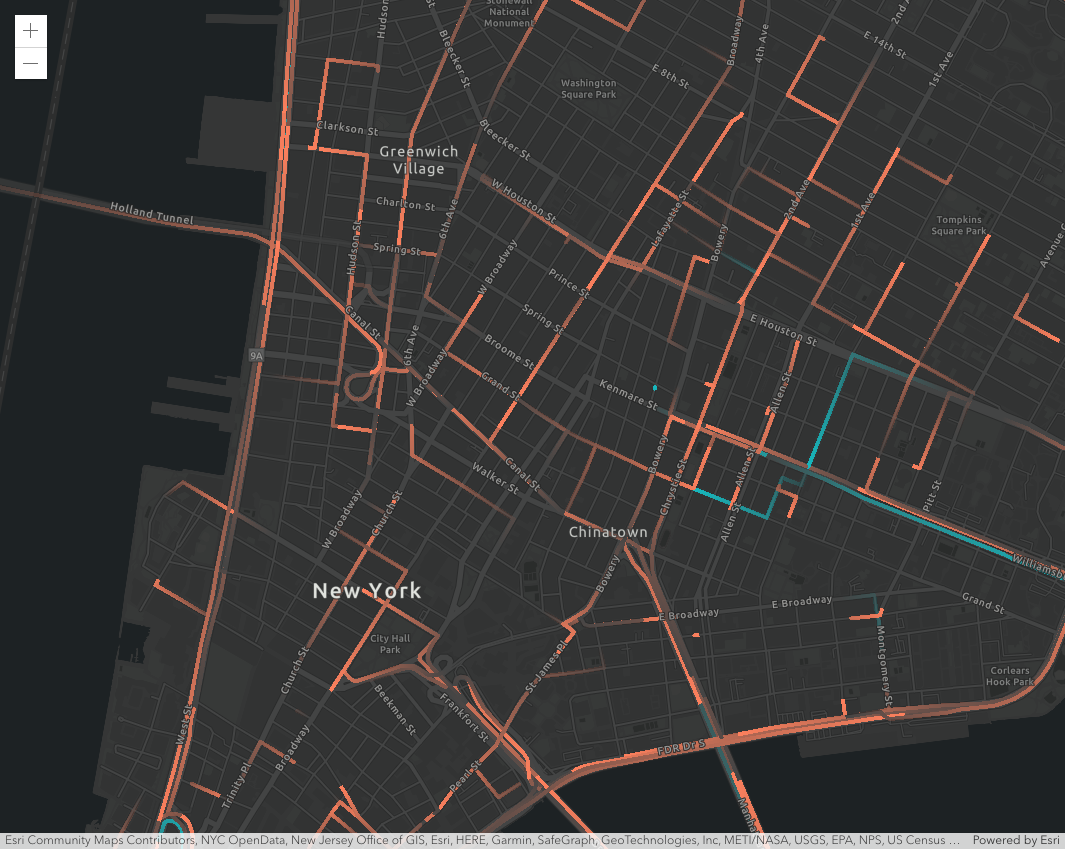 Stonewall
National
Monument
Hudson
St
Bleecker St
Broadway
4th Ave
2nd A
E 14th St
1st Ave
E 8th St
Washington
Square Park
Clarkson St
Bleecker St
Greenwich
Village
W Houston St
Charlton St
6th Ave
Holland Tunnel
Lafayette St
2nd Ave
1st Ave
Tompkins
Square Park
Avenue C
Hudson St
Spring St
W Broadway
Bowery
Prince St
Canal St
Spring St
E Houston St
9A
6th Ave
Broome St
W Broadway
Grand St
Kenmare St
Allen St
Bowery
Walker St
Canal St
Chrystie St
Allen St
Pitt St
W Broadway
Church St
Allen St
Chinatown
Williamsb
New York
Bowery
E Broadway
E Broadway
Grand St
City Hall
Park
Church St
St James Pl
Montgomery St
Corlears
Hook Park
Beekman St
Frankfort St
West St
Broadway
FDR Dr S
Trinity Pl
Pearl St
Manha
Esri Community Maps Contributors, NYC OpenData, New Jersey Office of GIS, Esri, HERE, Garmin, SafeGraph, GeoTechnologies, Inc, METI/NASA, USGS, EPA, NPS, US Census …
Powered by Esri